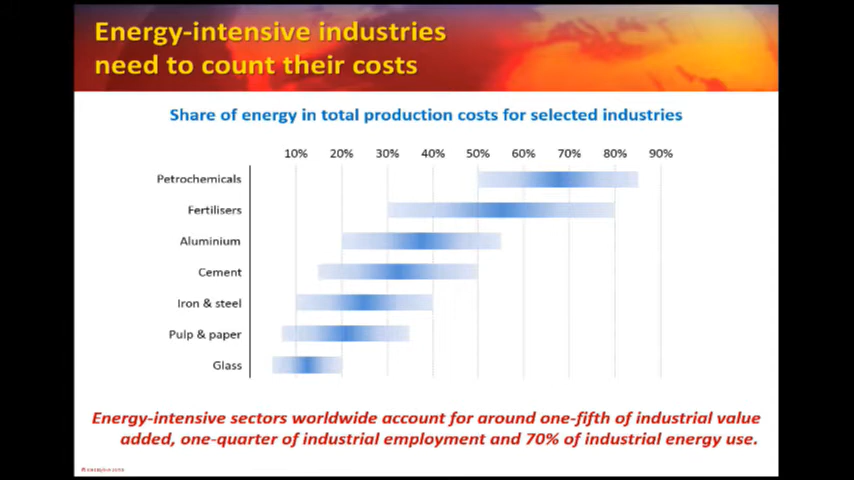 Energy-intensive industries
need to count their costs
Share of energy in total production costs for selected industries
10% 20% 30% 40% 50% 60% 70% 80% 90%
Petrochemicals
Fertilisers
Aluminium
Cement
Iron & steel
Pulp & paper
Glass
Energy-intensive sectors worldwide account for around one-fifth of industrial value
added, one-quarter of industrial employment and 70% of industrial energy use.